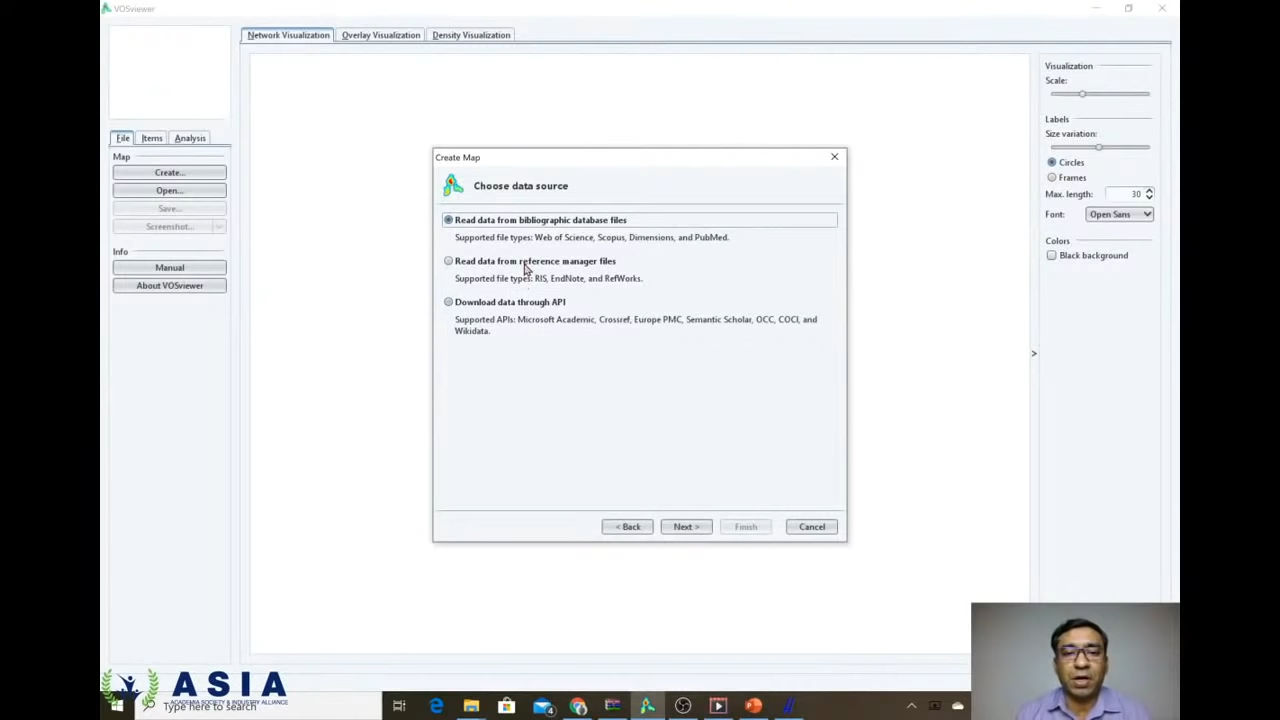 VOSviewer
Network Visualization
Overlay Visualization
Density Visualization
File
Items
Analysis
Map
Create...
Open...
Save...
Screenshot...
Info
Manual
About VOSviewer
Create Map
Choose data source
Read data from bibliographic database files
Supported file types: Web of Science, Scopus, Dimensions, and PubMed.
Read data from reference manager files
Supported file types: RIS, EndNote, and RefWorks.
Download data through API
Supported APIs: Microsoft Academic, Crossref, Europe PMC, Semantic Scholar, OCC, COCI, and
Wikidata.
< Back
Next >
Finish
Cancel
Visualization
Scale:
Labels
Size variation:
Circles
Frames
Max. length:
30
Font:
Open Sans
Colors
Black background
>
ASIA
ACADEMIA SOCIETY & INDUSTRY ALLIANCE
Type here to search
4